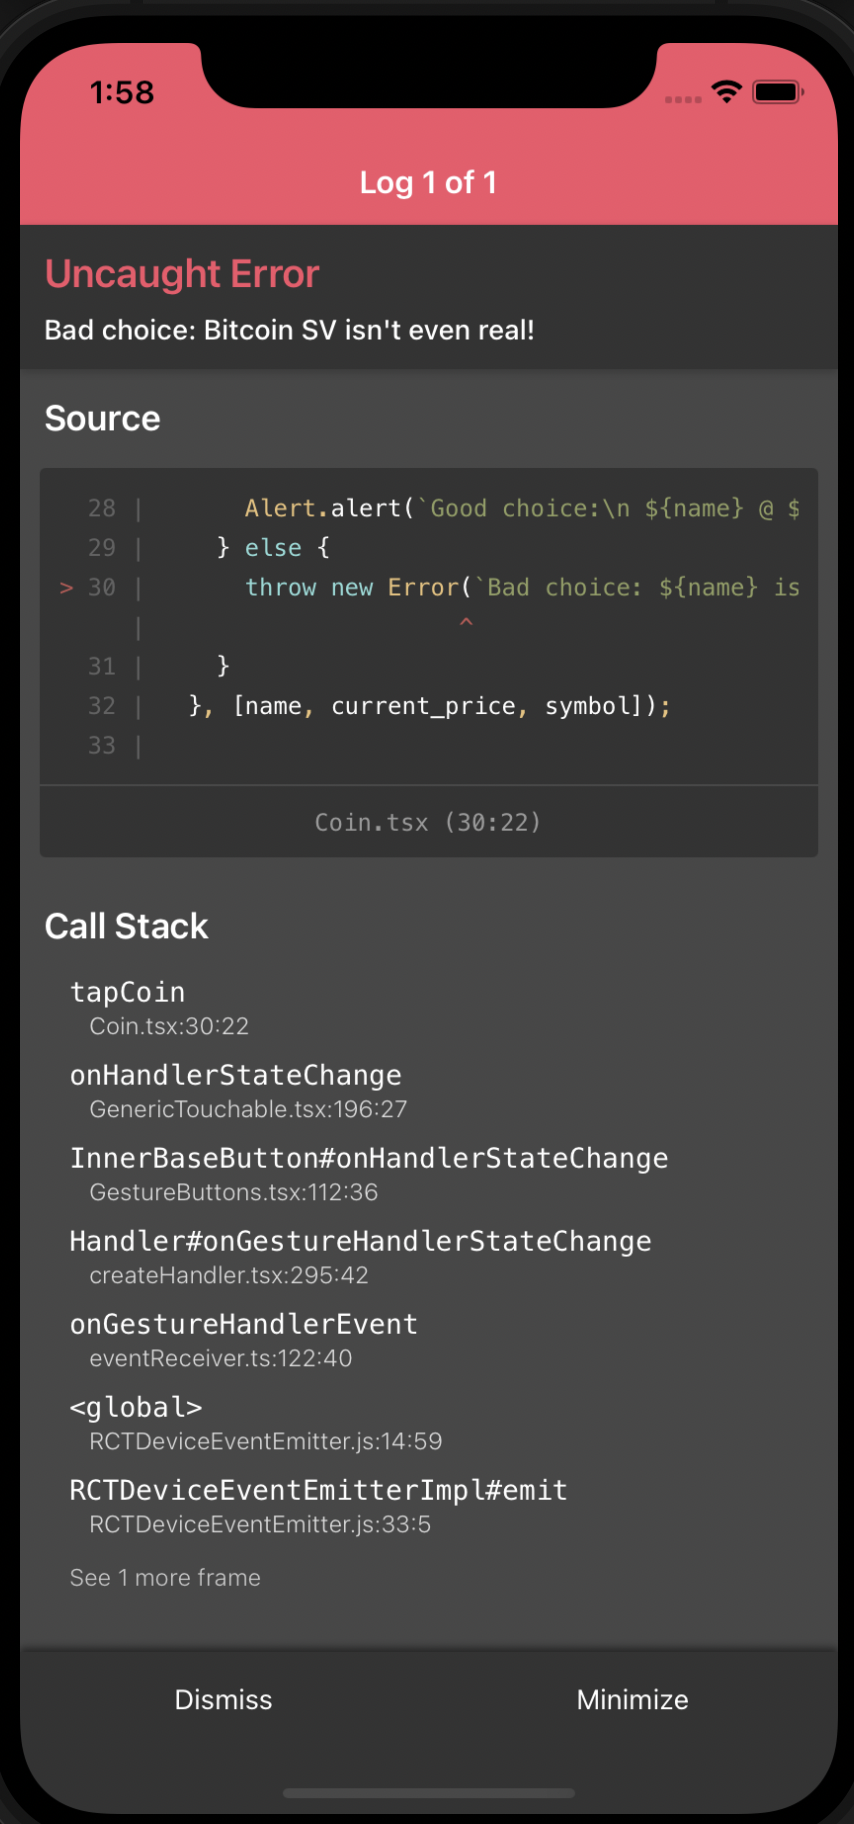 1:58
Log 1 of 1
Uncaught Error
Bad choice: Bitcoin SV isn't even real!
Source
28 |       Alert.alert(`Good choice:\n ${name} @ $
29 |     } else {
> 30 |       throw new Error(`Bad choice: ${name} is
|                      ^
31 |     }
32 |   }, [name, current_price, symbol]);
33 |
Coin.tsx (30:22)
Call Stack
tapCoin
Coin.tsx:30:22
onHandlerStateChange
GenericTouchable.tsx:196:27
InnerBaseButton#onHandlerStateChange
GestureButtons.tsx:112:36
Handler#onGestureHandlerStateChange
createHandler.tsx:295:42
onGestureHandlerEvent
eventReceiver.ts:122:40
<global>
RCTDeviceEventEmitter.js:14:59
RCTDeviceEventEmitterImpl#emit
RCTDeviceEventEmitter.js:33:5
See 1 more frame
Dismiss Minimize